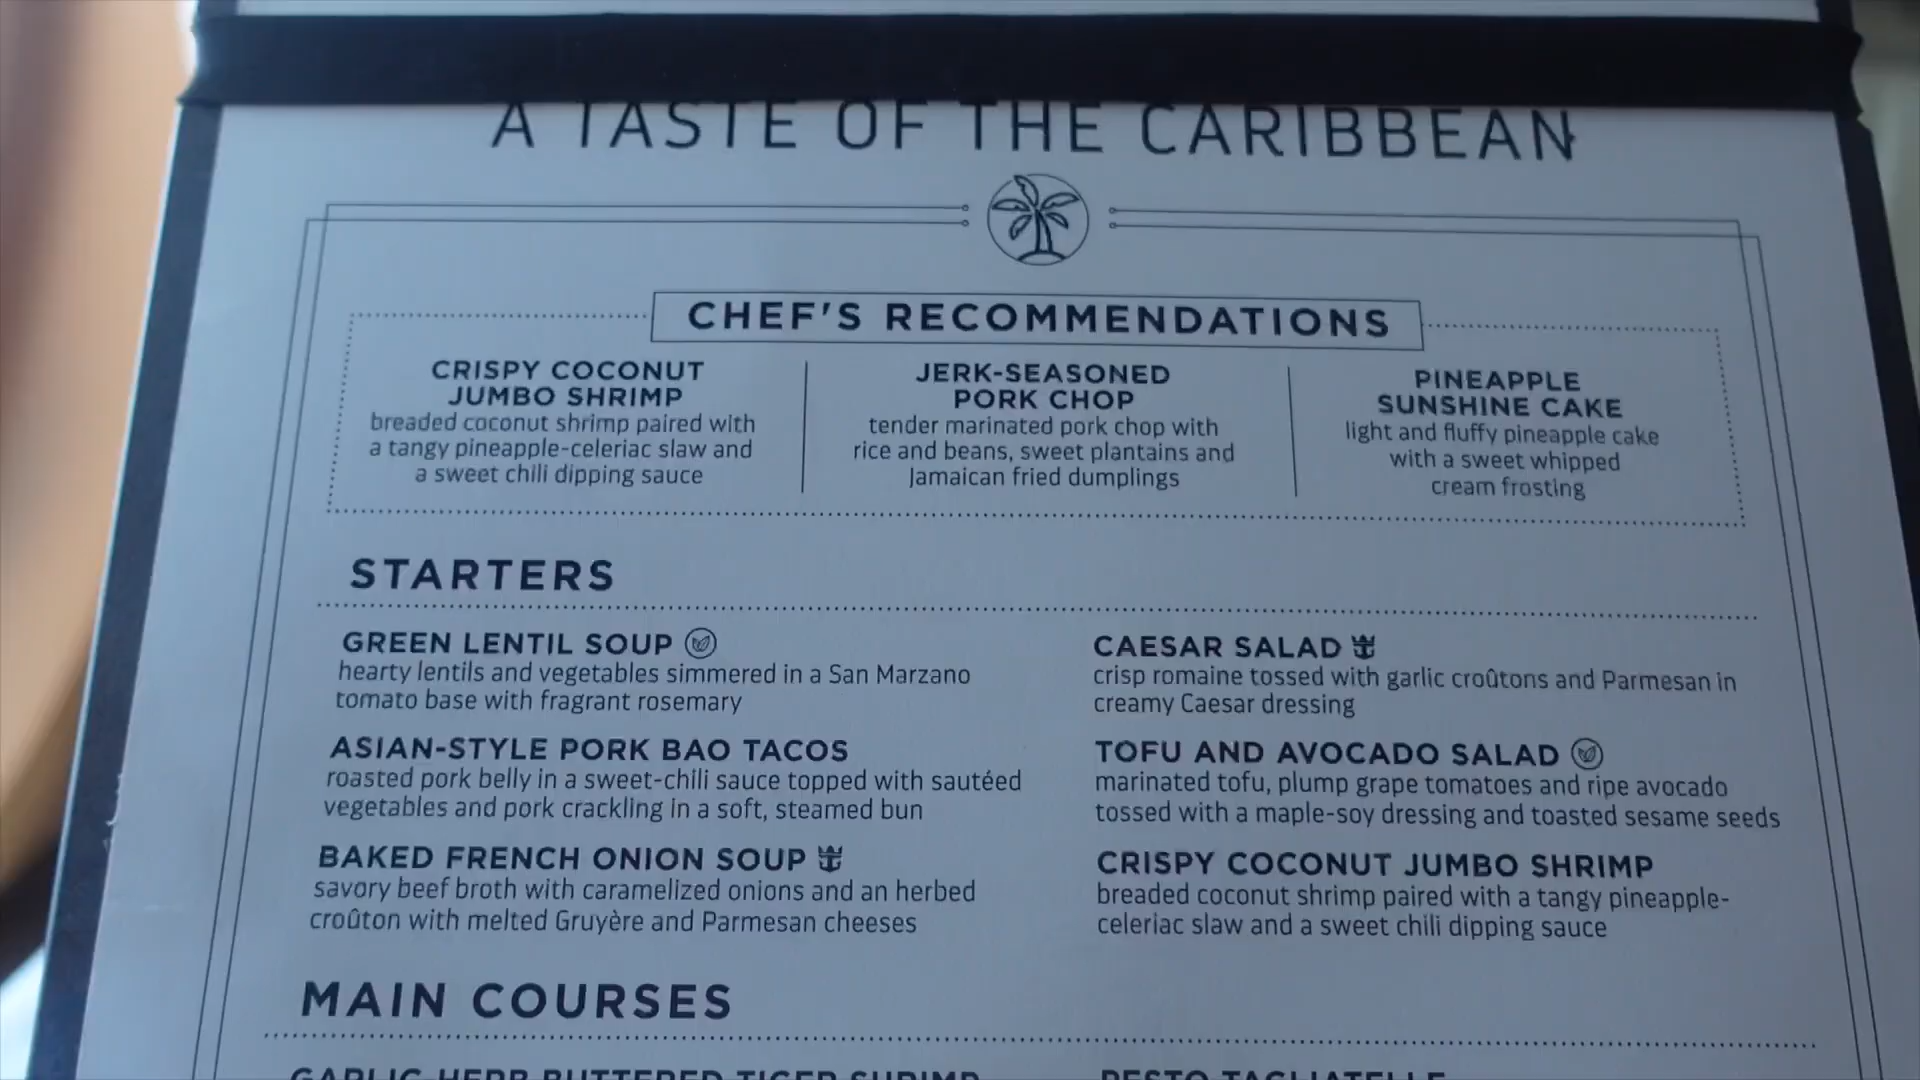 A TASTE OF THE CARIBBEAN
CHEF'S RECOMMENDATIONS
CRISPY COCONUT
JUMBO SHRIMP
breaded coconut shrimp paired with
a tangy pineapple-celeriac slaw and
a sweet chili dipping sauce
JERK-SEASONED
PORK CHOP
tender marinated pork chop with
rice and beans, sweet plantains and
Jamaican fried dumplings
PINEAPPLE
SUNSHINE CAKE
light and fluffy pineapple cake
with a sweet whipped
cream frosting
STARTERS
GREEN LENTIL SOUP
hearty lentils and vegetables simmered in a San Marzano
tomato base with fragrant rosemary
ASIAN-STYLE PORK BAO TACOS
roasted pork belly in a sweet-chili sauce topped with sautéed
vegetables and pork crackling in a soft, steamed bun
BAKED FRENCH ONION SOUP
savory beef broth with caramelized onions and an herbed
croûton with melted Gruyère and Parmesan cheeses
CAESAR SALAD
crisp romaine tossed with garlic croûtons and Parmesan in
creamy Caesar dressing
TOFU AND AVOCADO SALAD
marinated tofu, plump grape tomatoes and ripe avocado
tossed with a maple-soy dressing and toasted sesame seeds
CRISPY COCONUT JUMBO SHRIMP
breaded coconut shrimp paired with a tangy pineapple-
celeriac slaw and a sweet chili dipping sauce
MAIN COURSES
GARLIC-HERB BUTTERED TIGER SHRIMP
PESTO TAGLIATELLE